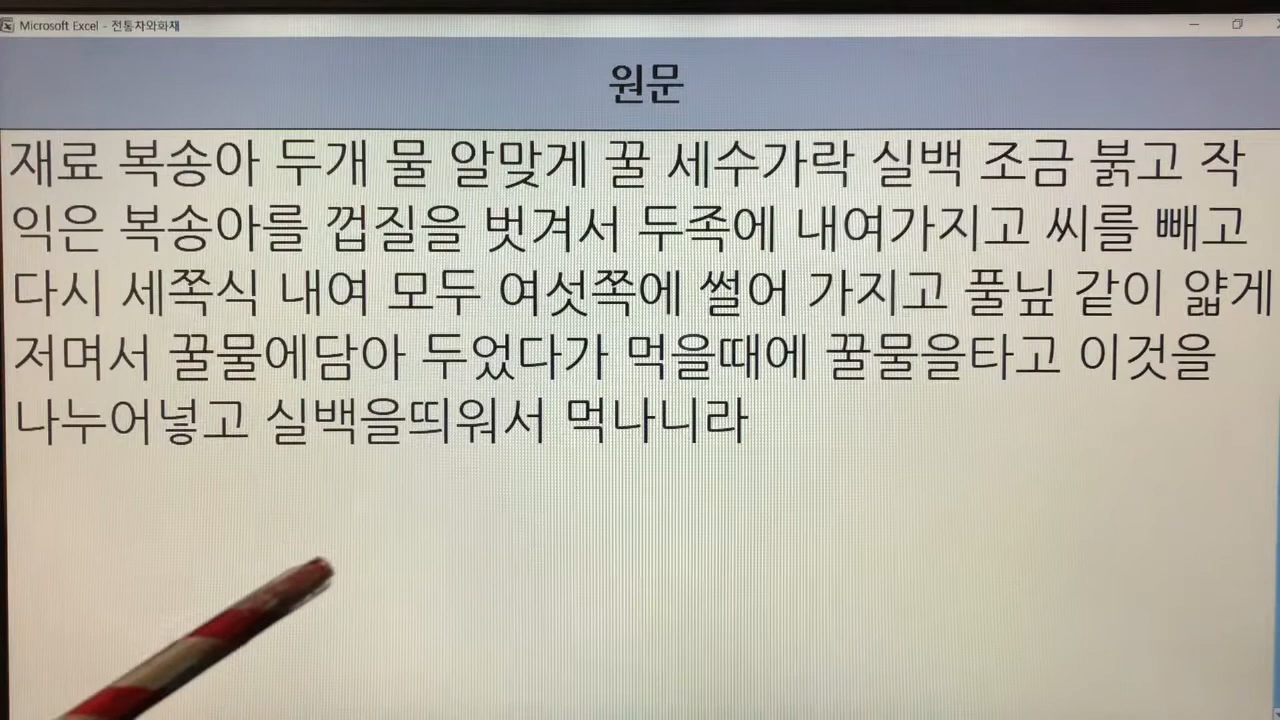 Microsoft Excel - 전통차와화재
원문
재료 복송아 두개 물 알맞게 꿀 세수가락 실백 조금 붉고 작
익은 복송아를 껍질을 벗겨서 두족에 내여가지고 씨를 빼고
다시 세쪽식 내여 모두 여섯쪽에 썰어 가지고 풀닢 같이 얇게
저며서 꿀물에담아 두었다가 먹을때에 꿀물을타고 이것을
나누어넣고 실백을띄워서 먹나니라